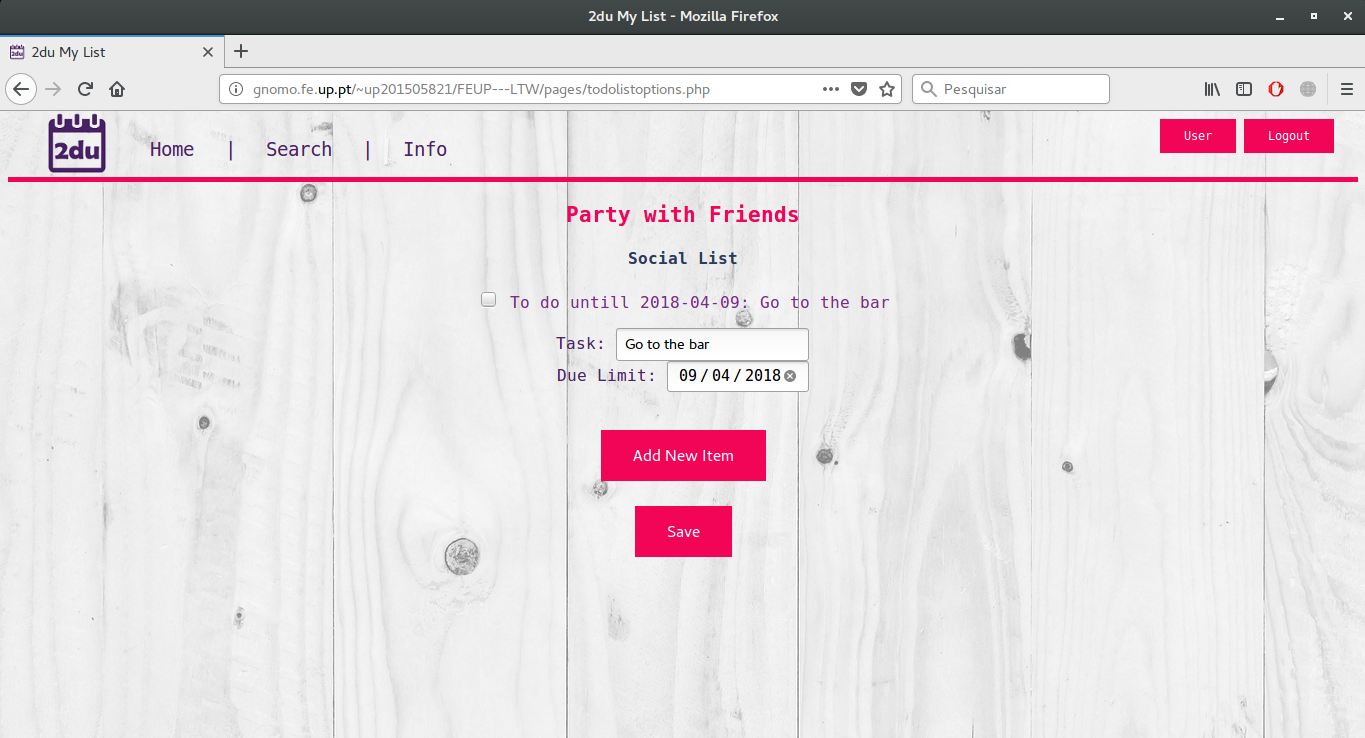 2du My List - Mozilla Firefox
2du My List
gnomo.fe.up.pt/~up201505821/FEUP---LTW/pages/todolistoptions.php
Pesquisar
2du
Home | Search | Info
User Logout
Party with Friends
Social List
To do untill 2018-04-09: Go to the bar
Task: Go to the bar
Due Limit: 09/04/2018
Add New Item
Save